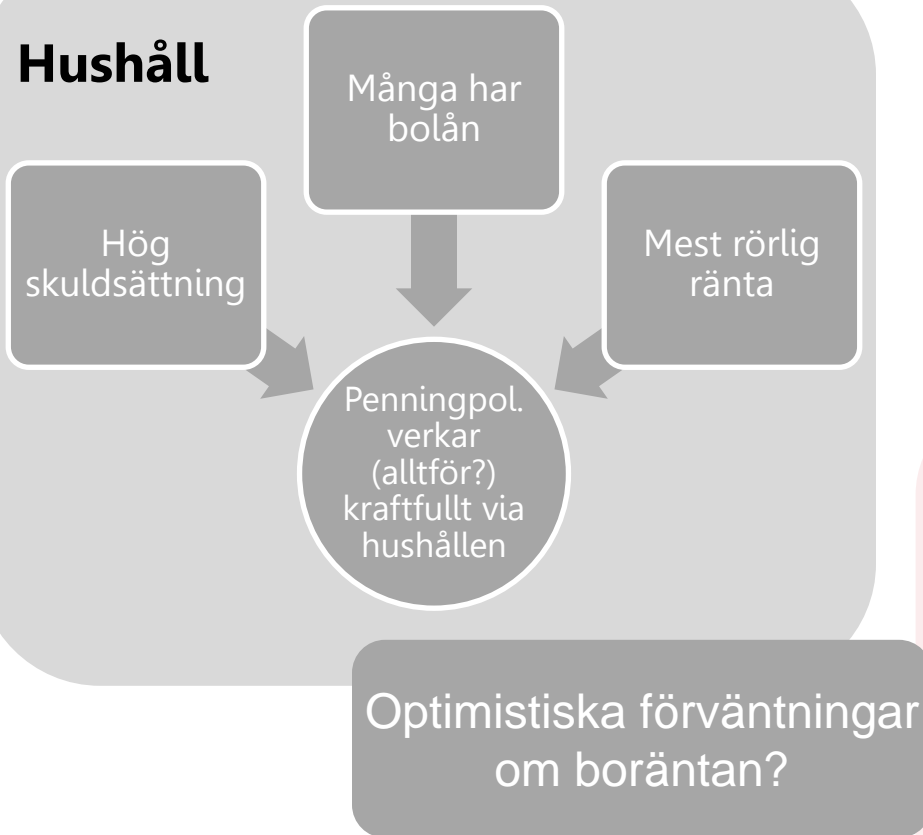 Hushåll
Många har
bolån
Hög
skuldsättning
Mest rörlig
ränta
Penningpol.
verkar
(alltför?)
kraftfullt via
hushållen
Optimistiska förväntningar
om boräntan?